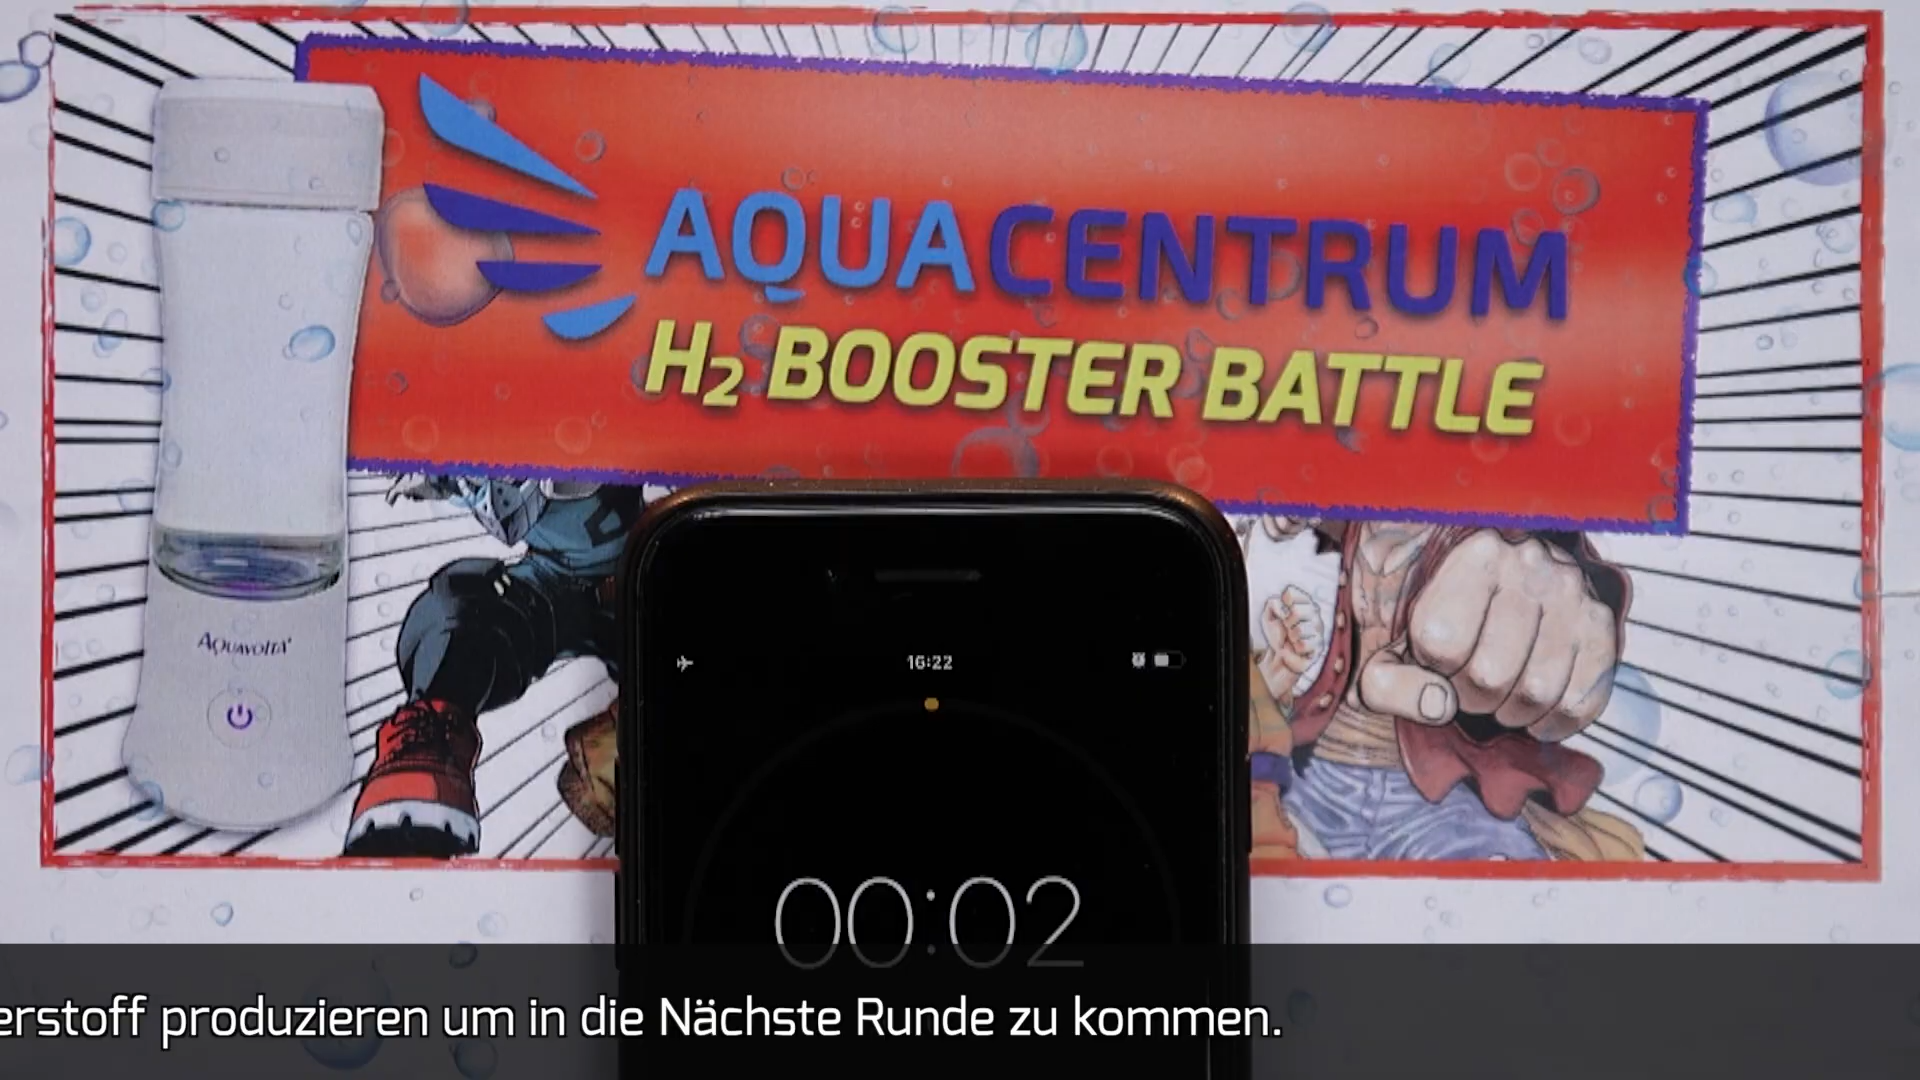 AQUACENTRUM
H₂ BOOSTER BATTLE
AQUAVOLTA
16:22
00:02
erstoff produzieren um in die Nächste Runde zu kommen.